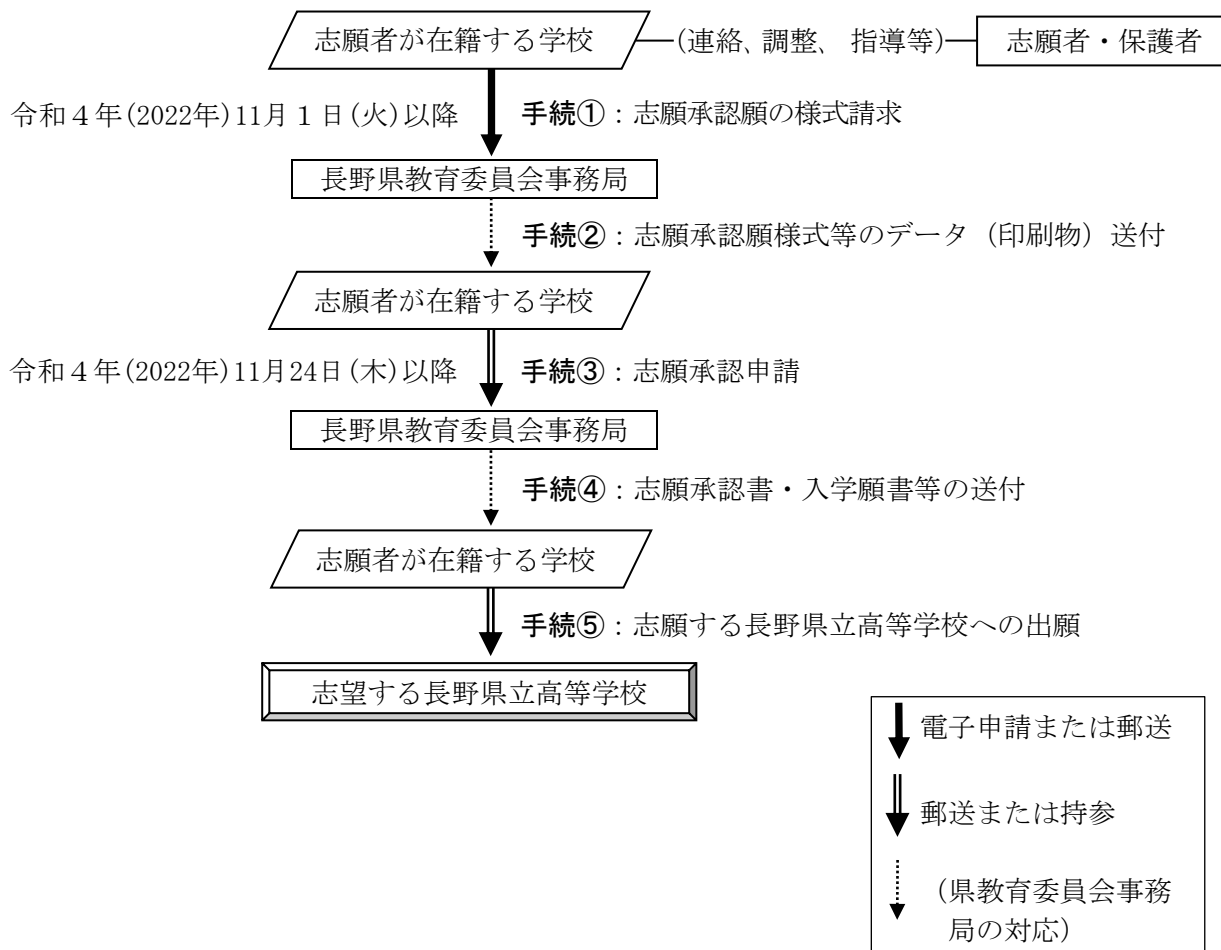 志願者が在籍する学校 (連絡、調整、 指導等) 志願者・保護者
令和４年(2022年)11月１日(火)以降 手続①：志願承認願の様式請求
長野県教育委員会事務局
手続②：志願承認願様式等のデータ（印刷物）送付
志願者が在籍する学校
令和４年(2022年)11月24日(木)以降 手続③：志願承認申請
長野県教育委員会事務局
手続④：志願承認書・入学願書等の送付
志願者が在籍する学校
手続⑤：志願する長野県立高等学校への出願
志望する長野県立高等学校
電子申請または郵送
郵送または持参
（県教育委員会事務
局の対応）